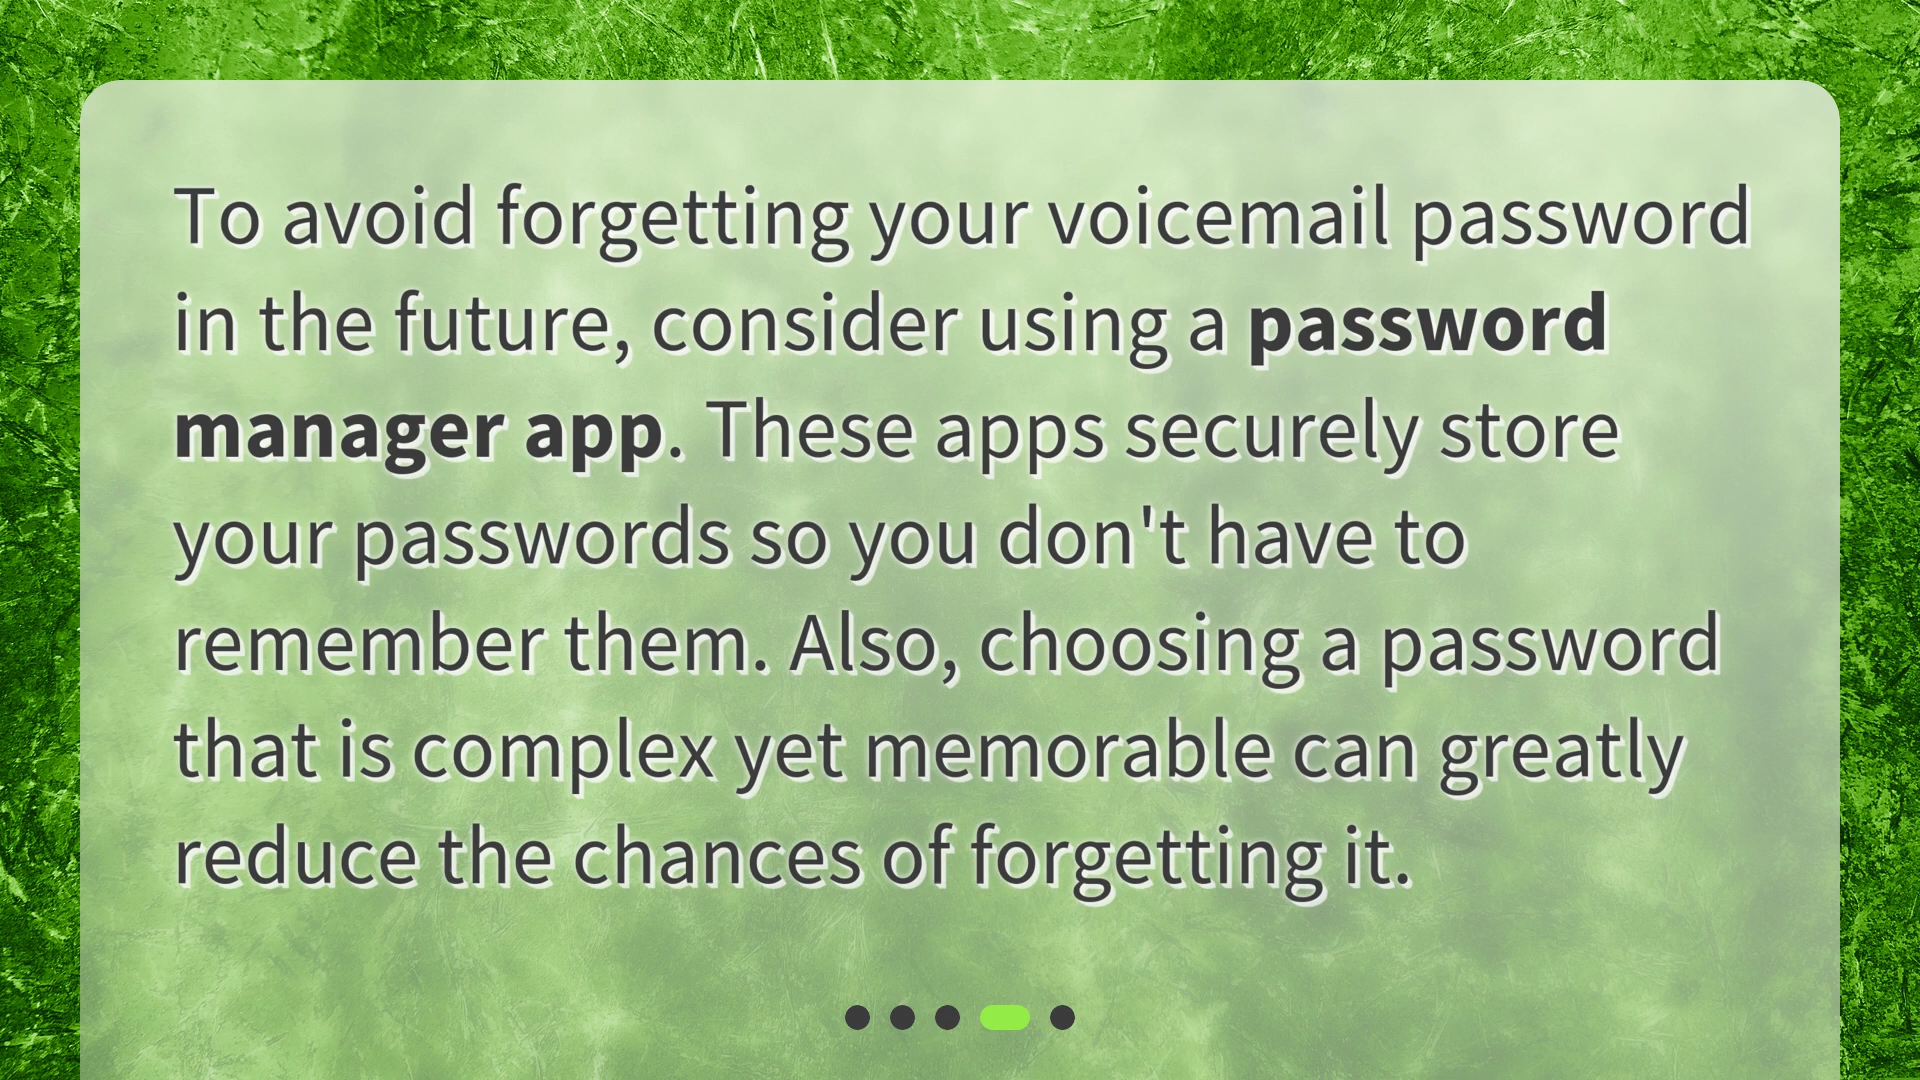 To avoid forgetting your voicemail password
in the future, consider using a password
manager app. These apps securely store
your passwords so you don't have to
remember them. Also, choosing a password
that is complex yet memorable can greatly
reduce the chances of forgetting it.